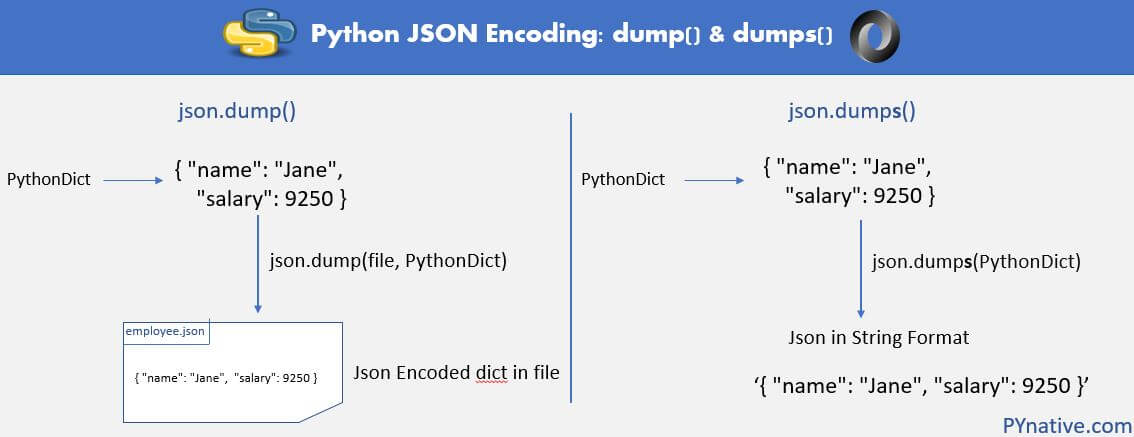 Python JSON Encoding: dump() & dumps()
json.dump()
PythonDict
{ "name": "Jane",
"salary": 9250 }
json.dump(file, PythonDict)
employee.json
{ "name": "Jane", "salary": 9250 }
Json Encoded dict in file
json.dumps()
PythonDict
{ "name": "Jane",
"salary": 9250 }
json.dumps(PythonDict)
Json in String Format
‘{ "name": "Jane", "salary": 9250 }’
PYnative.com